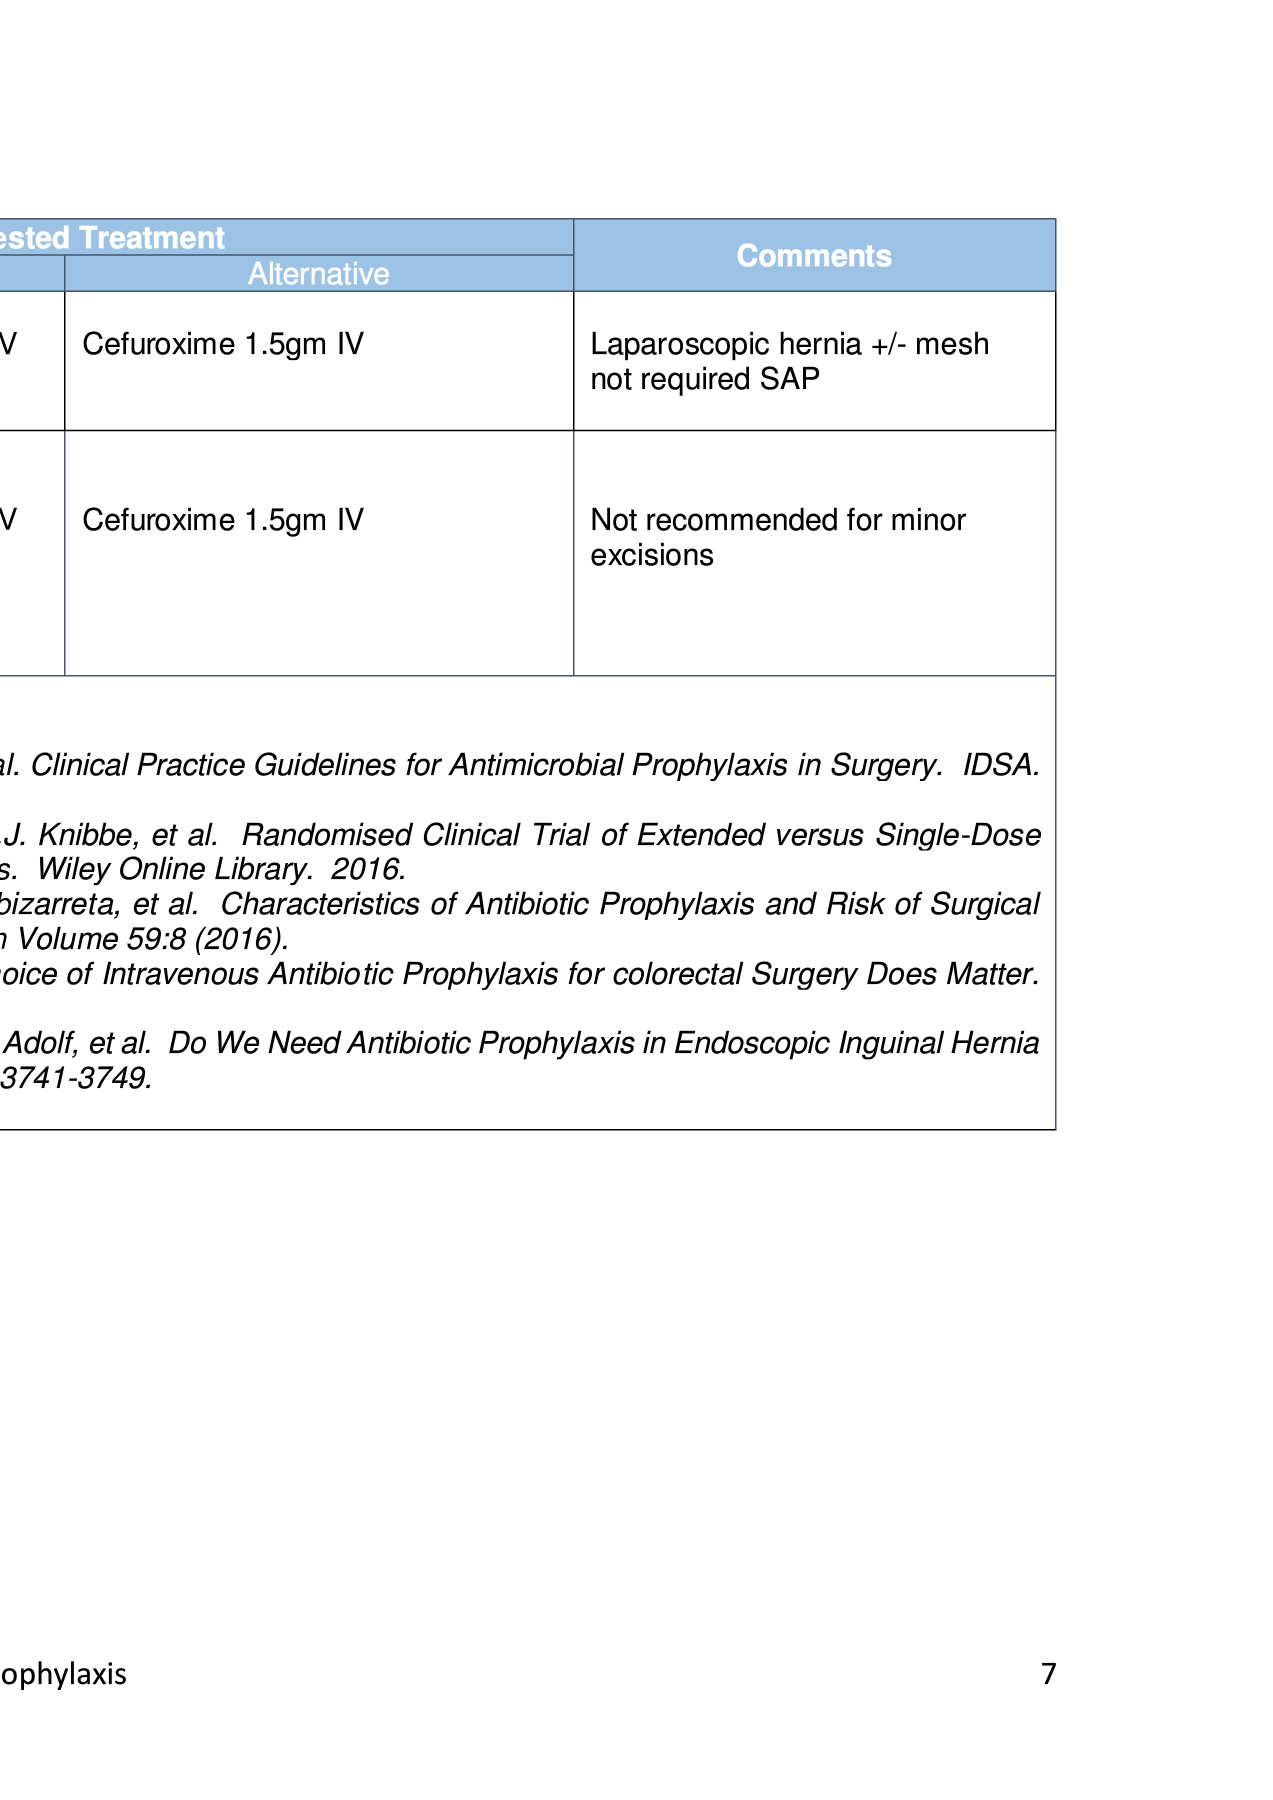 ested Treatment
Comments
Alternative
V Cefuroxime 1.5gm IV Laparoscopic hernia +/- mesh
not required SAP
V Cefuroxime 1.5gm IV Not recommended for minor
excisions
al. Clinical Practice Guidelines for Antimicrobial Prophylaxis in Surgery. IDSA.
.J. Knibbe, et al. Randomised Clinical Trial of Extended versus Single-Dose
s. Wiley Online Library. 2016.
bizarreta, et al. Characteristics of Antibiotic Prophylaxis and Risk of Surgical
n Volume 59:8 (2016).
oice of Intravenous Antibiotic Prophylaxis for colorectal Surgery Does Matter.
Adolf, et al. Do We Need Antibiotic Prophylaxis in Endoscopic Inguinal Hernia
3741-3749.
ophylaxis 7